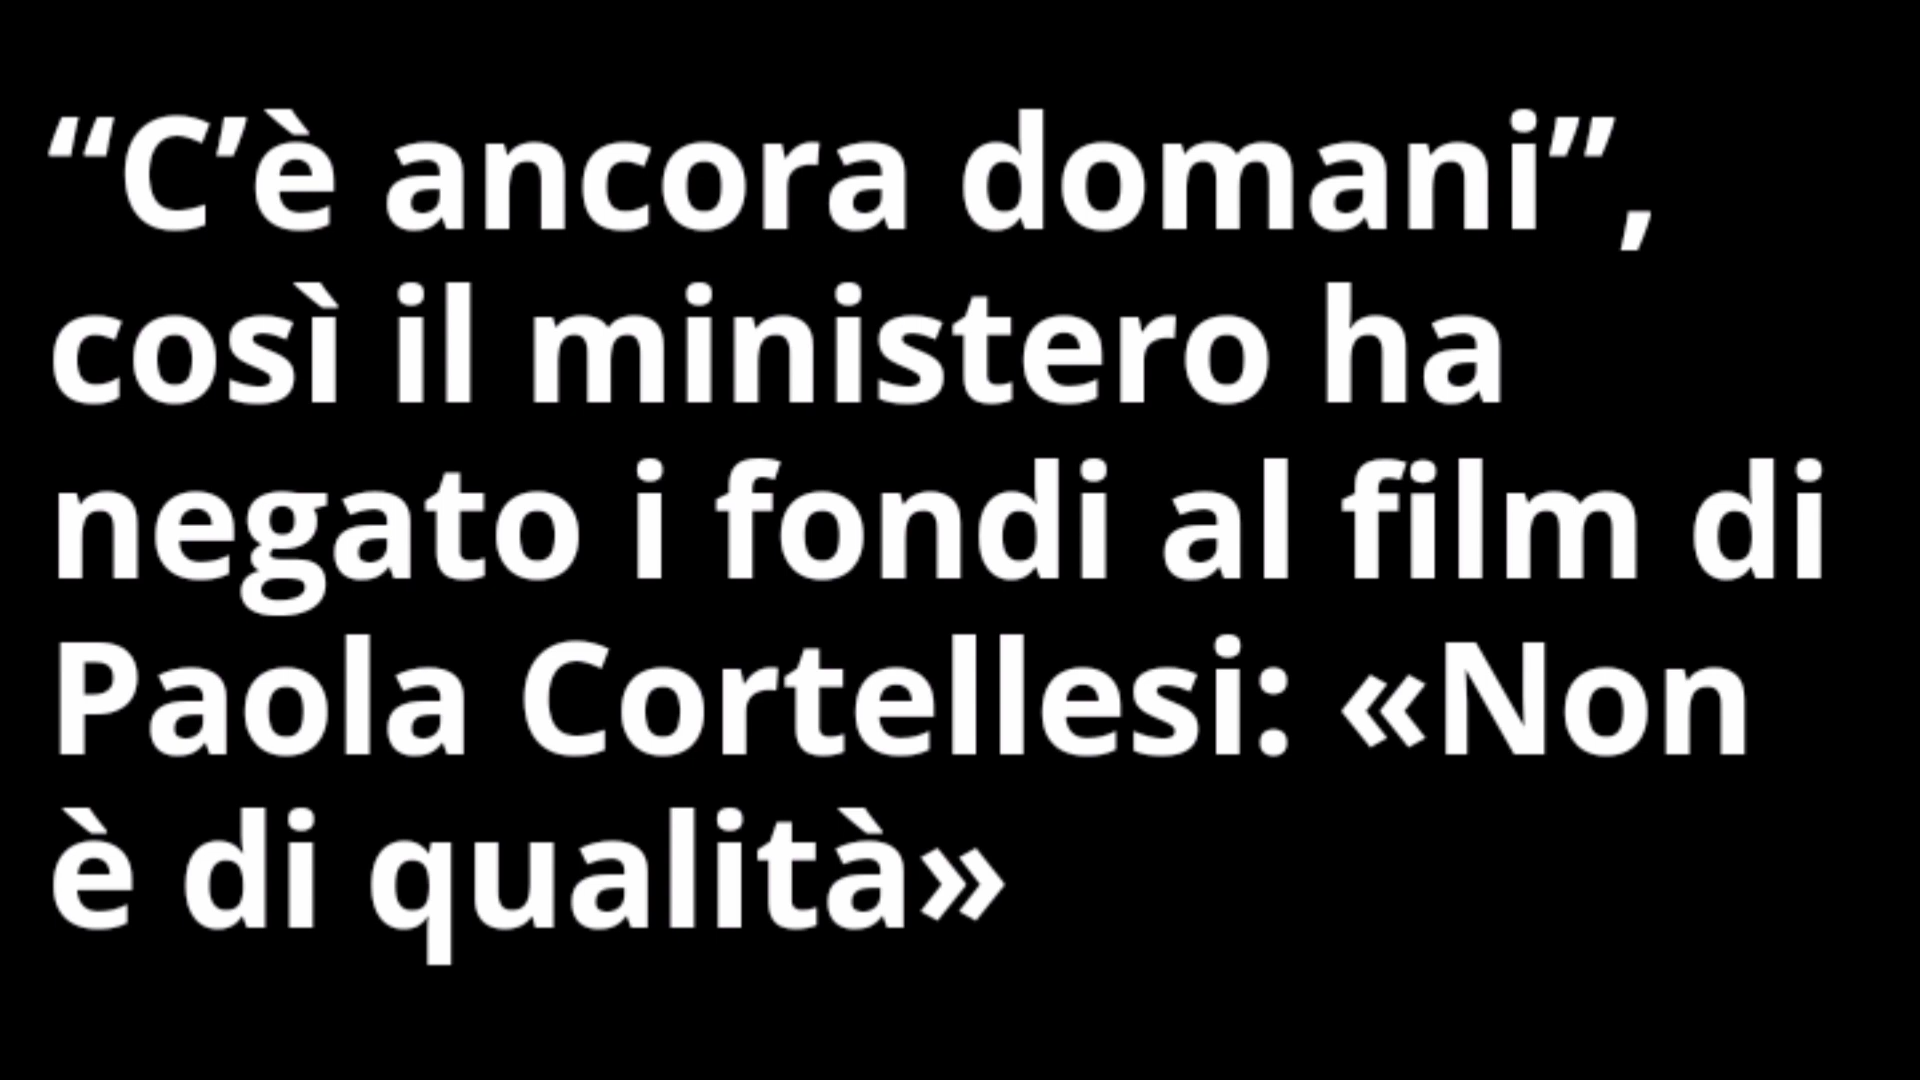 “C’è ancora domani”,
così il ministero ha
negato i fondi al film di
Paola Cortellesi: «Non
è di qualità»